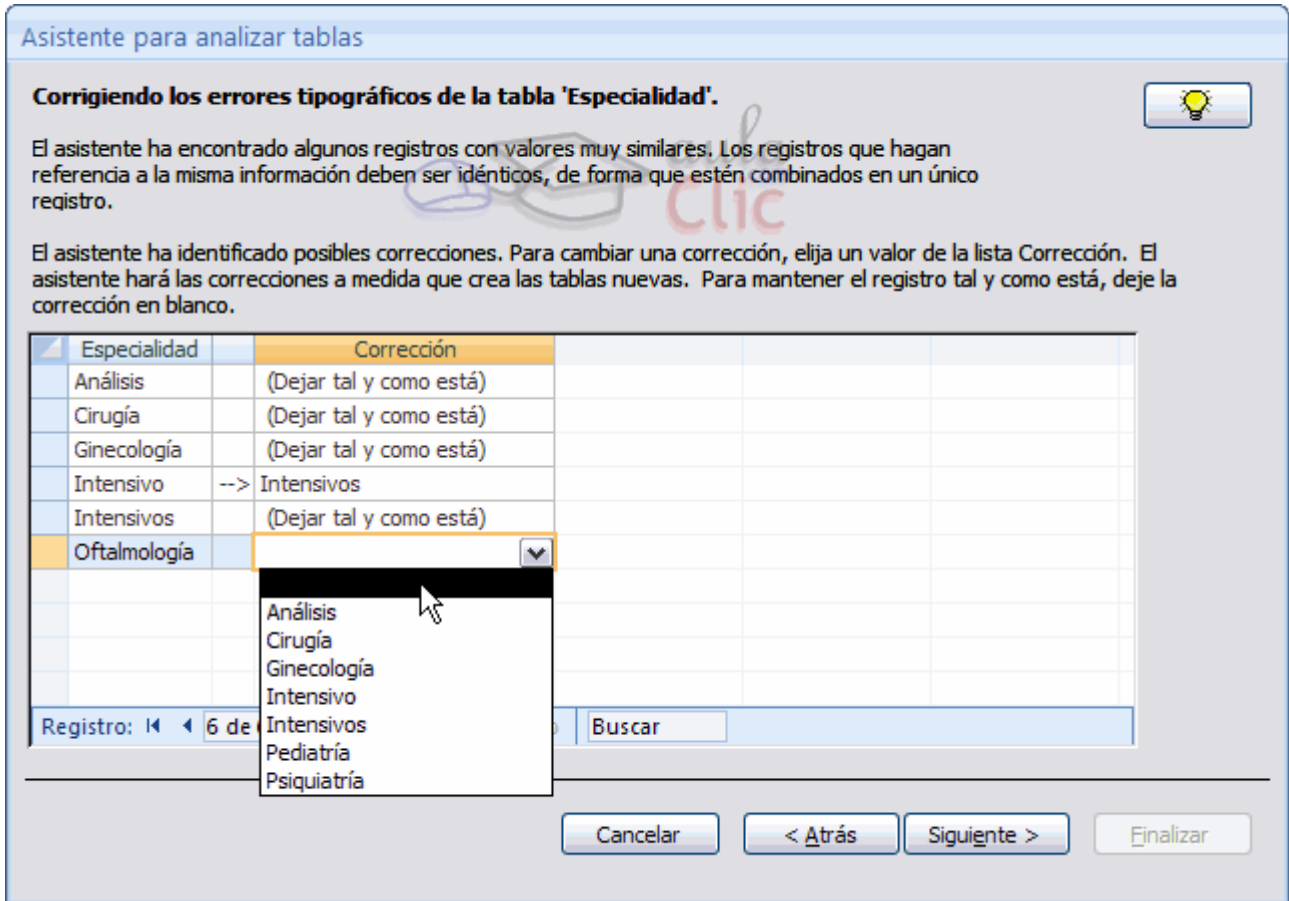 Asistente para analizar tablas
Corrigiendo los errores tipográficos de la tabla 'Especialidad'.
El asistente ha encontrado algunos registros con valores muy similares. Los registros que hagan
referencia a la misma información deben ser idénticos, de forma que estén combinados en un único
registro.
aula
Clic
El asistente ha identificado posibles correcciones. Para cambiar una corrección, elija un valor de la lista Corrección. El
asistente hará las correcciones a medida que crea las tablas nuevas. Para mantener el registro tal y como está, deje la
corrección en blanco.
Especialidad Corrección
Análisis (Dejar tal y como está)
Cirugía (Dejar tal y como está)
Ginecología (Dejar tal y como está)
Intensivo --> Intensivos
Intensivos (Dejar tal y como está)
Oftalmología
Análisis
Cirugía
Ginecología
Intensivo
Intensivos
Pediatría
Psiquiatría
Registro: 6 de Buscar
Cancelar < Atrás Siguiente > Finalizar